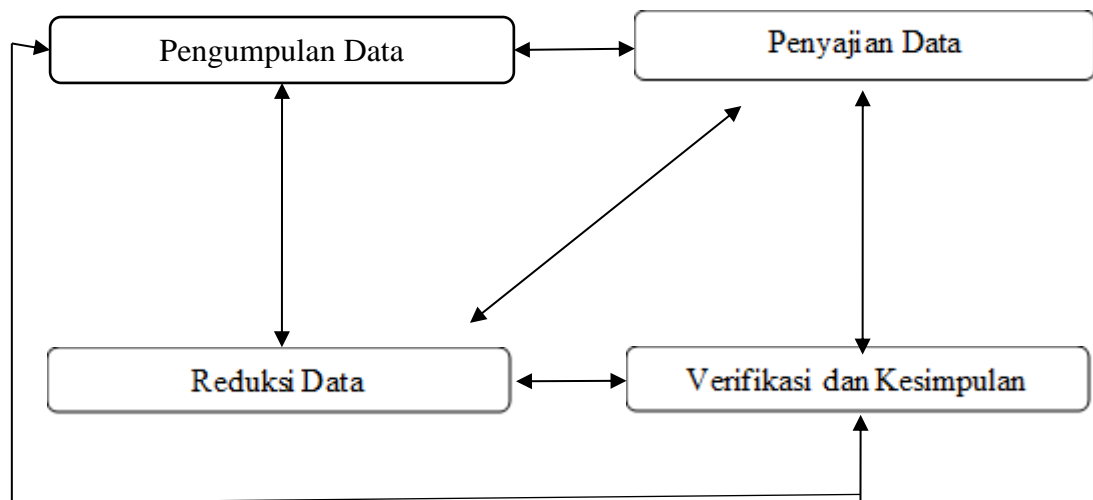 Pengumpulan Data
Penyajian Data
Reduksi Data
Verifikasi dan Kesimpulan